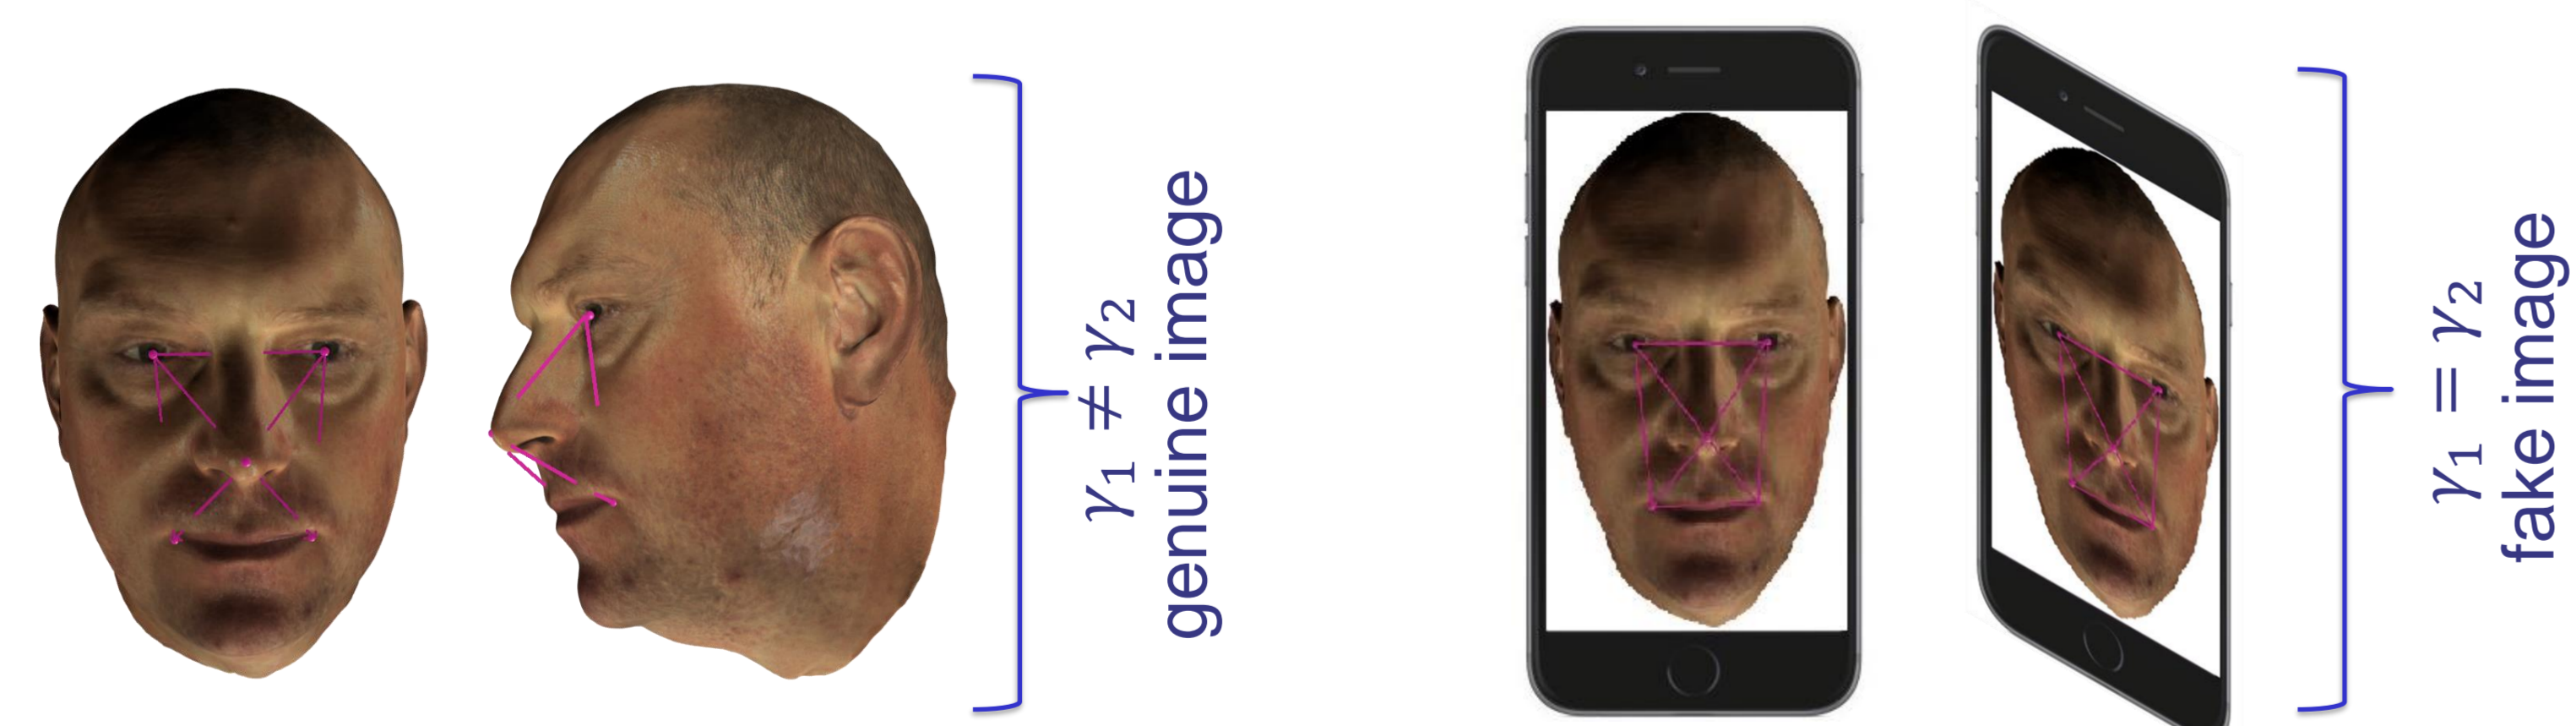 γ₁ ≠ γ₂
genuine image
γ₁ = γ₂
fake image